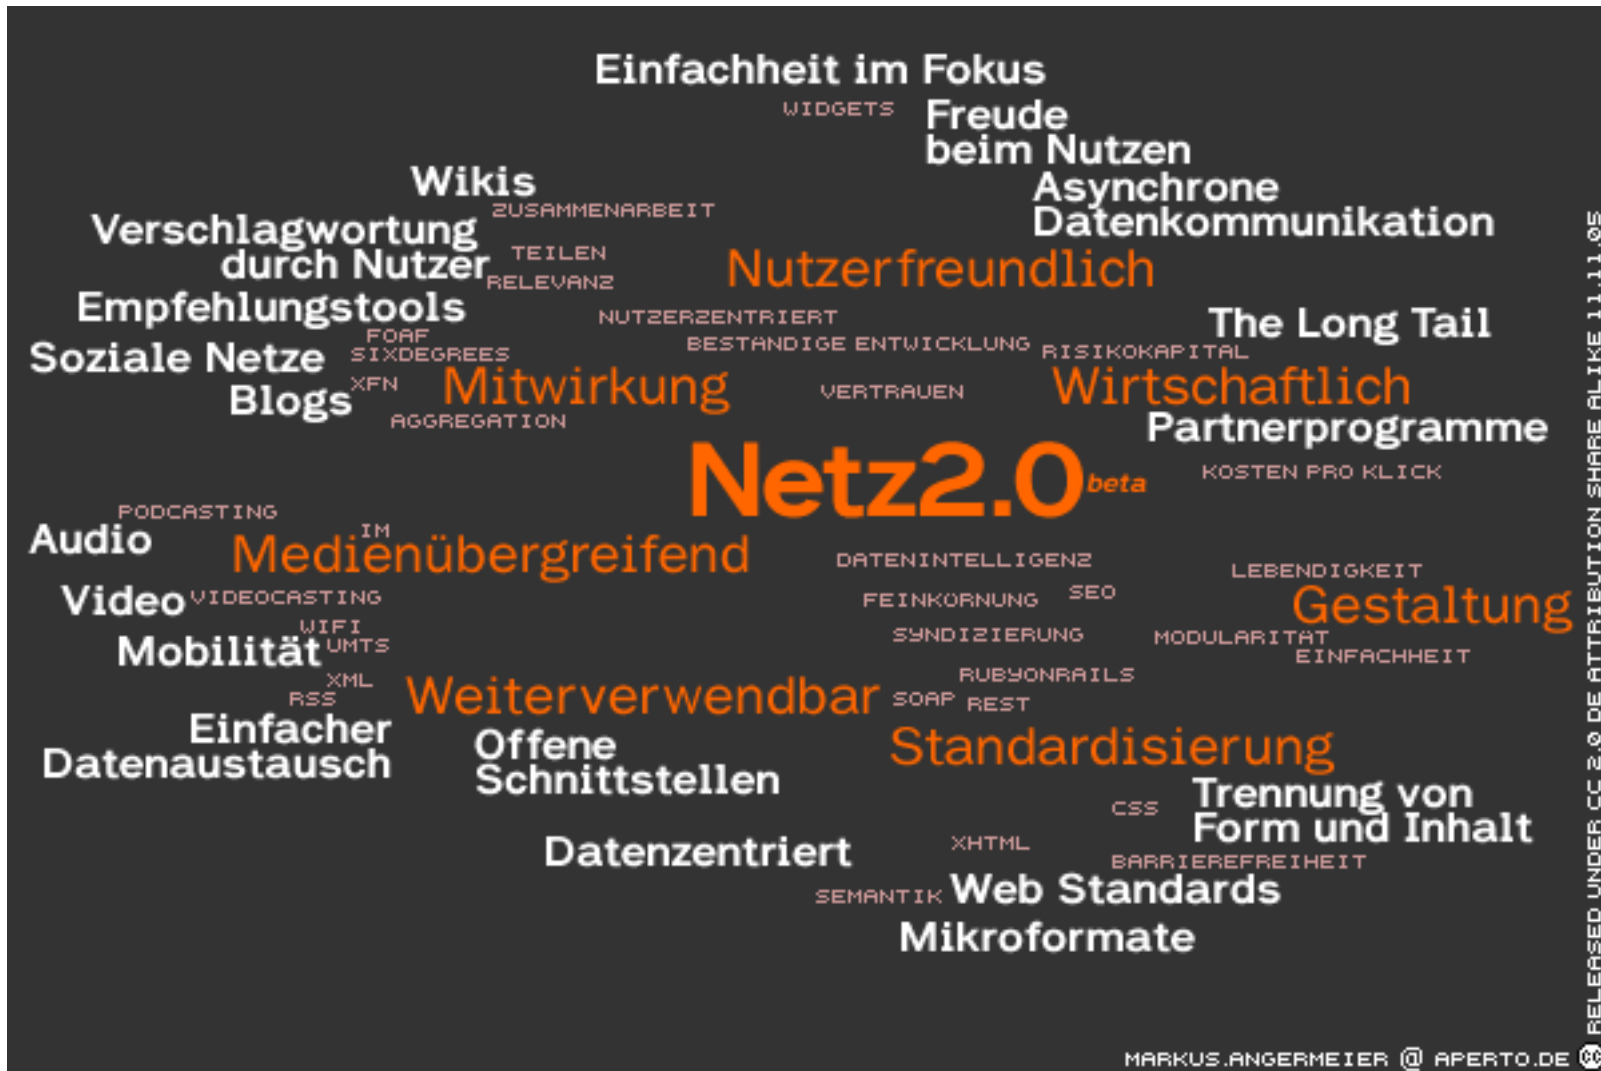 Einfachheit im Fokus
WIDGETS
Freude
beim Nutzen
Wikis
Asynchrone
Datenkommunikation
ZUSAMMENARBEIT
Verschlagwortung
durch Nutzer
TEILEN
RELEVANZ
Nutzerfreundlich
Empfehlungstools
NUTZERZENTRIERT
The Long Tail
FOAF
SIXDEGREES
BESTANDIGE ENTWICKLUNG
RISIKOKAPITAL
Soziale Netze
XFN
Mitwirkung
VERTRAUEN
Wirtschaftlich
Blogs
AGGREGATION
Partnerprogramme
Netz2.0 beta
KOSTEN PRO KLICK
PODCASTING
IM
Audio
Medienübergreifend
DATENINTELLIGENZ
LEBENDIGKEIT
Video
VIDEOCASTING
FEINKORNUNG
SEO
Gestaltung
WIFI
Mobilität
UMTS
SYNDIZIERUNG
MODULARITAT
EINFACHHEIT
XML
RSS
Weiterverwendbar
RUBYONRAILS
SOAP
REST
Einfacher
Datenaustausch
Offene
Schnittstellen
Standardisierung
CSS
Trennung von
Form und Inhalt
Datenzentriert
XHTML
BARRIEREFREIHEIT
SEMANTIK
Web Standards
Mikroformate
MARKUS.ANGERMEIER @ APERTO.DE
RELEASED UNDER CC 2.0 DE ATTRIBUTION SHARE ALIKE 11.11.05
cc